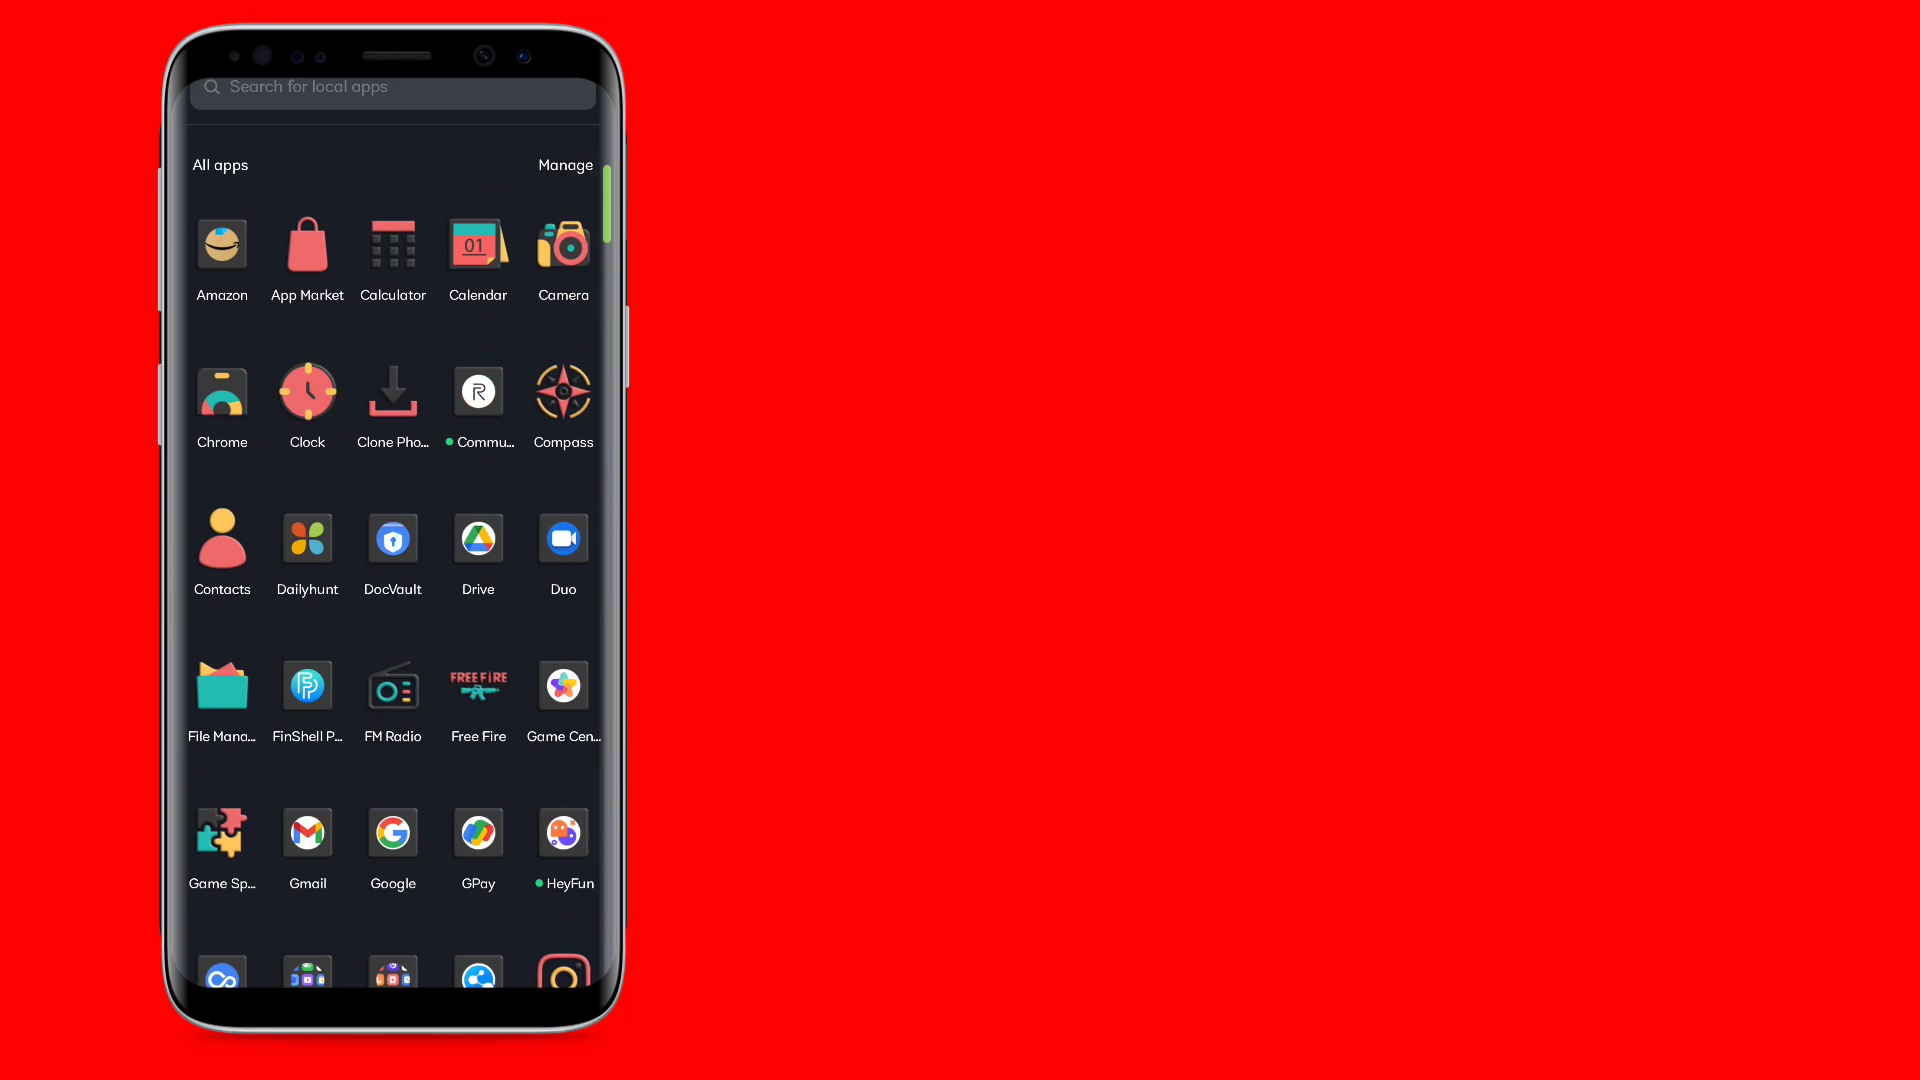 Search for local apps
All apps Manage
01
Amazon App Market Calculator Calendar Camera
Chrome Clock Clone Pho... Commu... Compass
Contacts Dailyhunt DocVault Drive Duo
FREE FIRE
File Mana... FinShell P... FM Radio Free Fire Game Cen...
Game Sp... Gmail Google GPay HeyFun